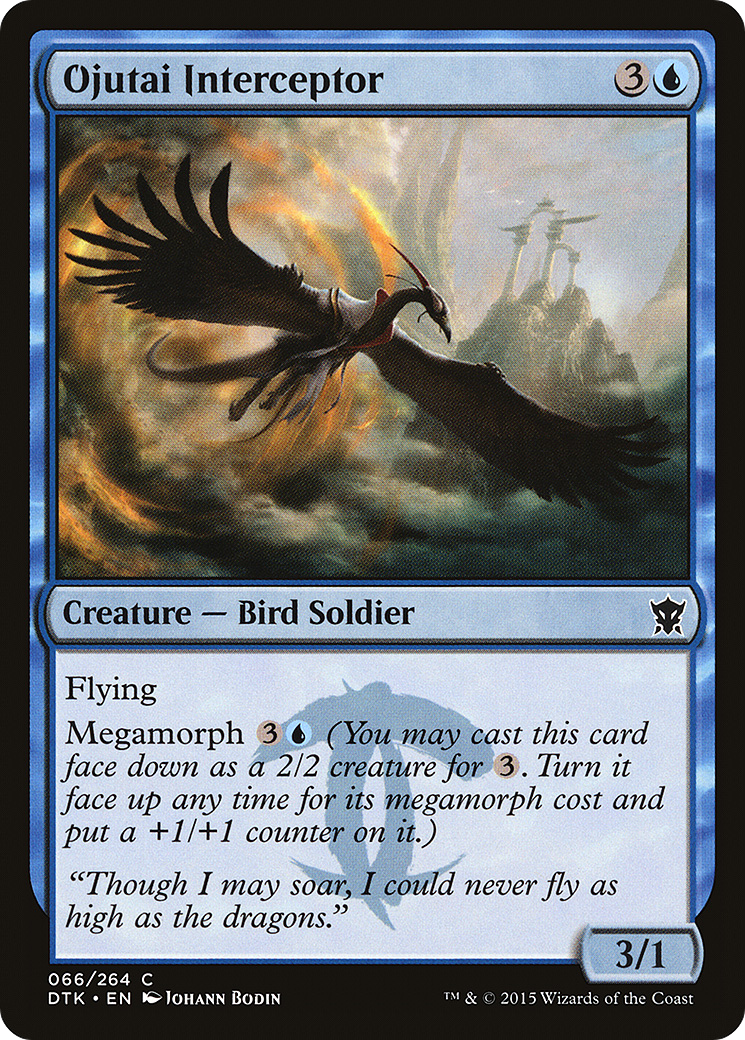 Ojutai Interceptor 3
Creature — Bird Soldier
Flying
Megamorph 3 (You may cast this card
face down as a 2/2 creature for 3. Turn it
face up any time for its megamorph cost and
put a +1/+1 counter on it.)
“Though I may soar, I could never fly as
high as the dragons.”
3/1
066/264 C
DTK • EN Johann Bodin
™ & © 2015 Wizards of the Coast